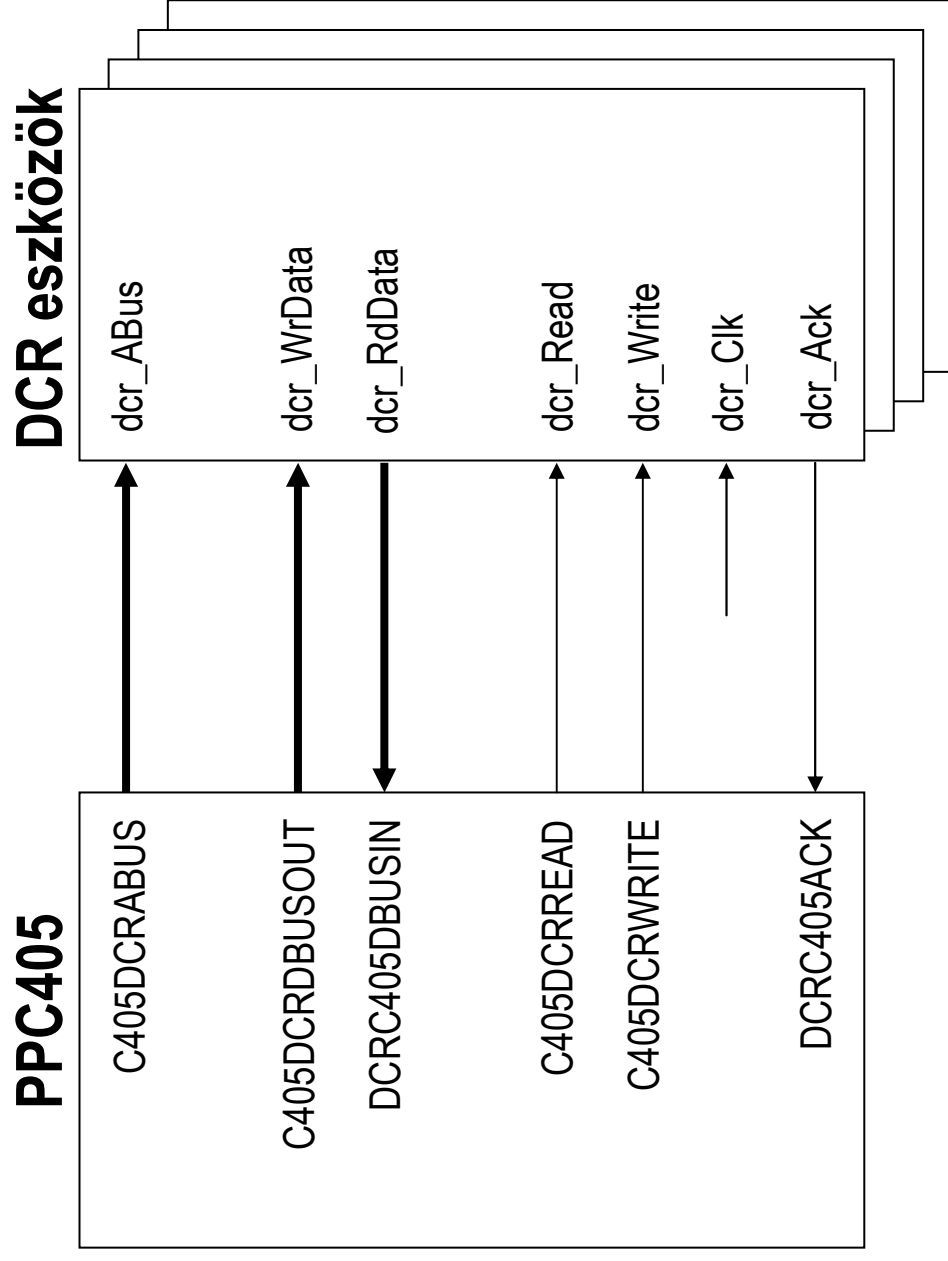 PPC405
DCR eszközök
C405DCRABUS
dcr_ABus
C405DCRDBUSOUT
dcr_WrData
DCRC405DBUSIN
dcr_RdData
C405DCRREAD
dcr_Read
C405DCRWRITE
dcr_Write
dcr_Clk
DCRC405ACK
dcr_Ack